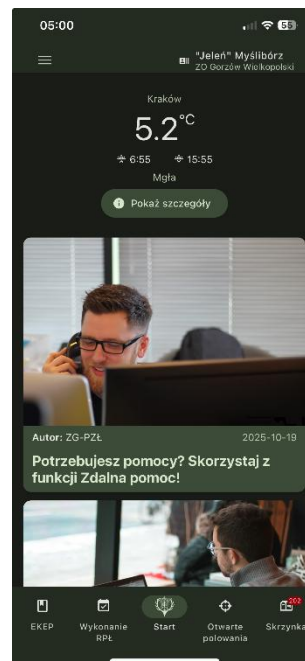 05:00
55
"Jeleń" Myślibórz
ZO Gorzów Wielkopolski
Kraków
5.2°C
6:55 15:55
Mgła
Pokaż szczegóły
Autor: ZG-PZŁ 2025-10-19
Potrzebujesz pomocy? Skorzystaj z
funkcji Zdalna pomoc!
202
EKEP Wykonanie Start Otwarte Skrzynka
RPŁ polowania